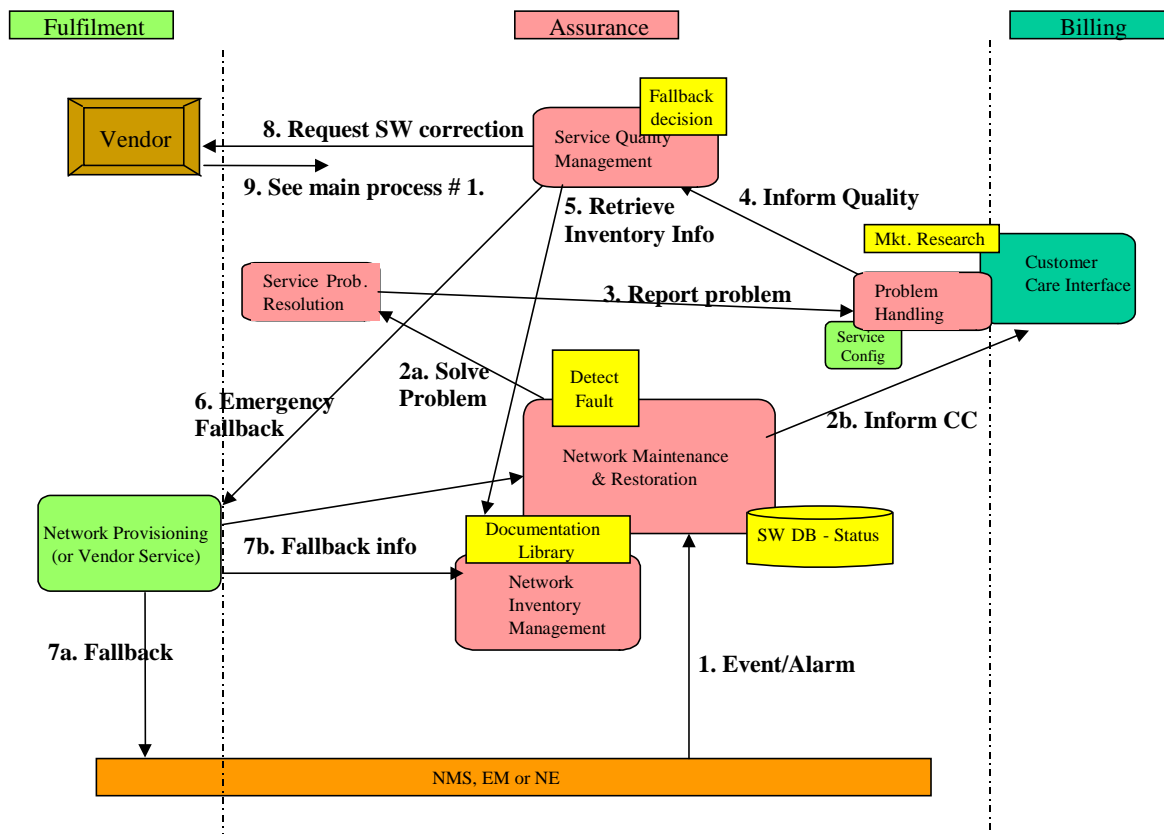 Fulfilment
Assurance
Billing
Vendor
8. Request SW correction
9. See main process # 1.
Fallback
decision
Service Quality
Management
4. Inform Quality
5. Retrieve
Inventory Info
Mkt. Research
Customer
Care Interface
Service Prob.
Resolution
3. Report problem
Problem
Handling
Service
Config
2a. Solve
Problem
Detect
Fault
6. Emergency
Fallback
2b. Inform CC
Network Maintenance
& Restoration
Network Provisioning
(or Vendor Service)
7b. Fallback info
Documentation
Library
SW DB - Status
Network
Inventory
Management
7a. Fallback
1. Event/Alarm
NMS, EM or NE